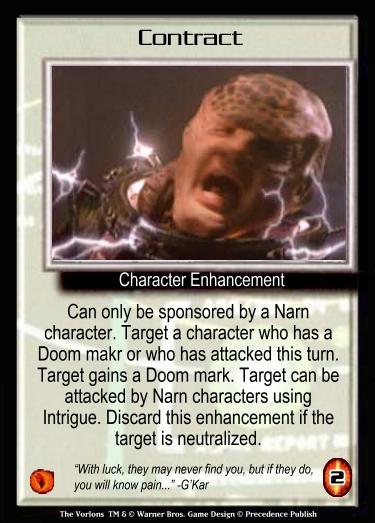 Contract
Character Enhancement
Can only be sponsored by a Narn
character. Target a character who has a
Doom makr or who has attacked this turn.
Target gains a Doom mark. Target can be
attacked by Narn characters using
Intrigue. Discard this enhancement if the
target is neutralized.
"With luck, they may never find you, but if they do,
you will know pain..." -G'Kar
2
The Vorlons TM & © Warner Bros. Game Design © Precedence Publish